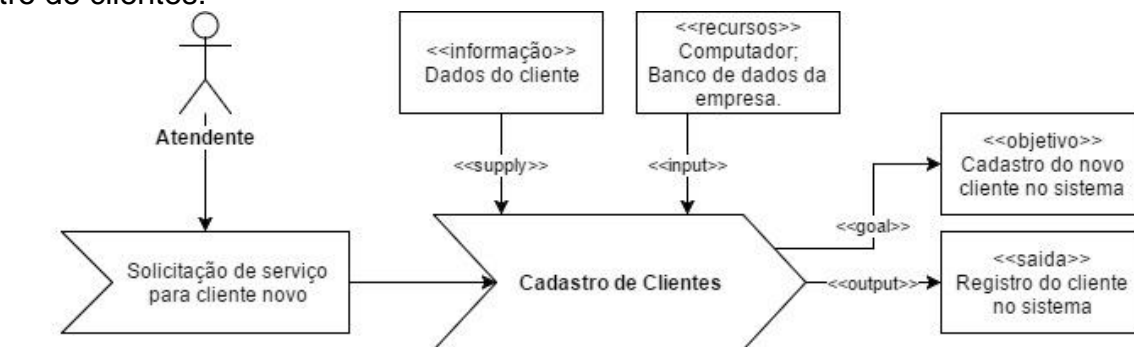 <<informação>>
Dados do cliente
<<recursos>>
Computador;
Banco de dados da
empresa.
Atendente
<<supply>>
<<input>>
<<objetivo>>
Cadastro do novo
cliente no sistema
<<goal>>
Solicitação de serviço
para cliente novo
Cadastro de Clientes
<<output>>
<<saida>>
Registro do cliente
no sistema